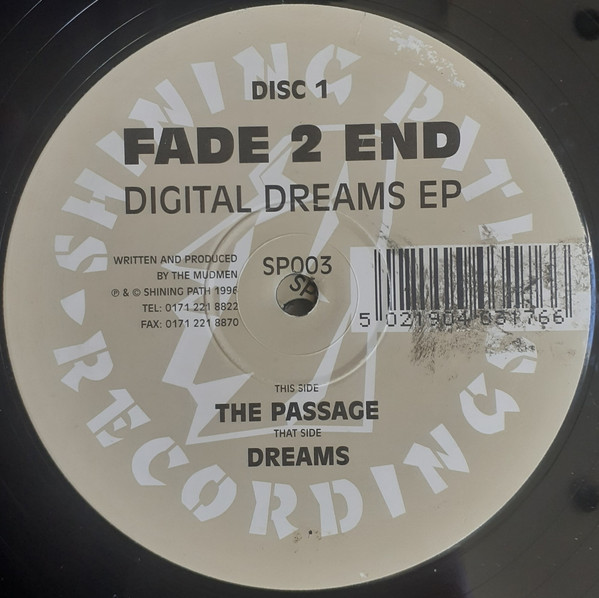 SHINING PATH
RECORDINGS
DISC 1
FADE 2 END
DIGITAL DREAMS EP
WRITTEN AND PRODUCED
BY THE MUDMEN
℗ & © SHINING PATH 1996
TEL: 0171 221 8822
FAX: 0171 221 8870
SP003
SP
5 021904 631766
THIS SIDE
THE PASSAGE
THAT SIDE
DREAMS